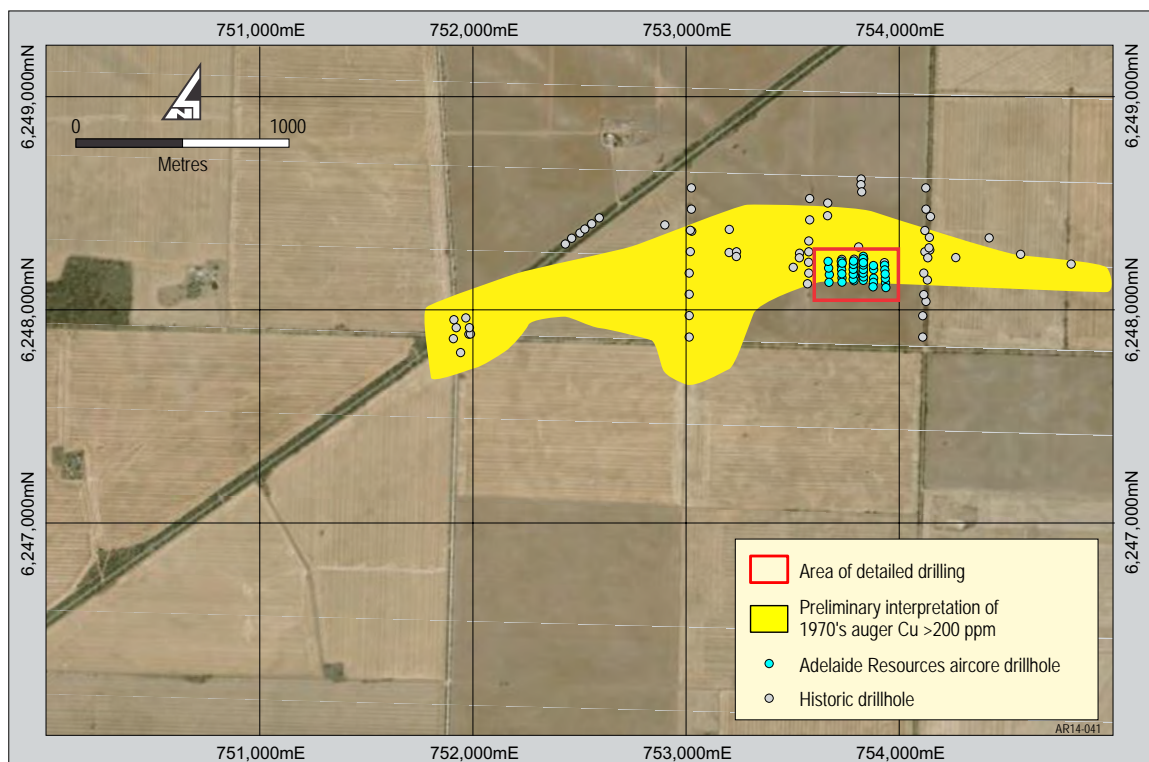 751,000mE 752,000mE 753,000mE 754,000mE
6,249,000mN
6,249,000mN
N
0 1000
Metres
6,248,000mN
6,248,000mN
6,247,000mN
6,247,000mN
Area of detailed drilling
Preliminary interpretation of
1970's auger Cu >200 ppm
Adelaide Resources aircore drillhole
Historic drillhole
AR14-041
751,000mE 752,000mE 753,000mE 754,000mE